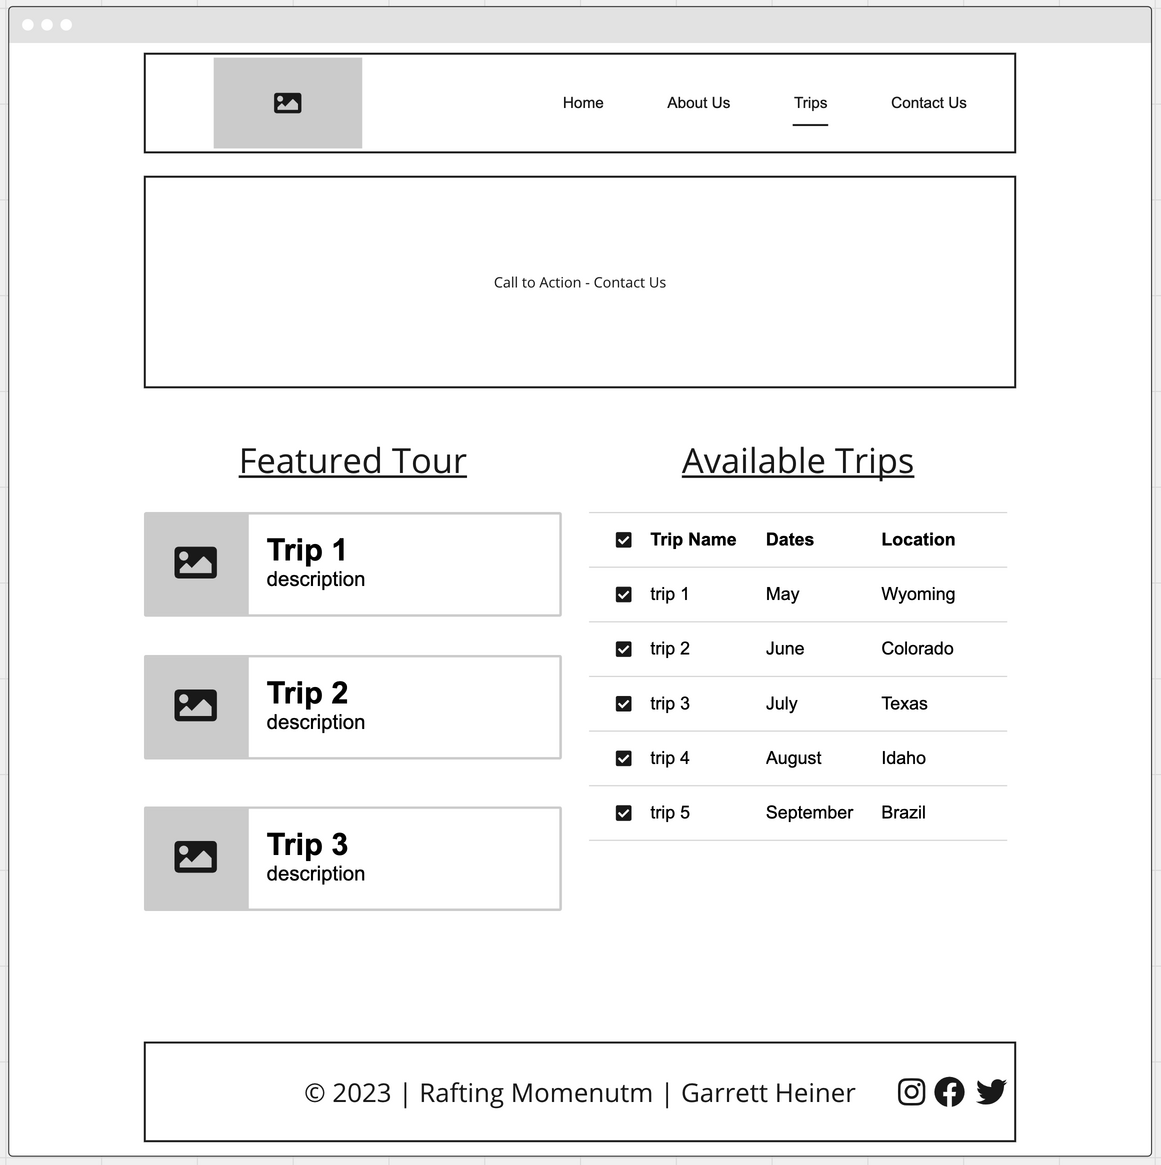 Home About Us Trips Contact Us
Call to Action - Contact Us
Featured Tour
Trip 1
description
Trip 2
description
Trip 3
description
Available Trips
Trip Name Dates Location
trip 1 May Wyoming
trip 2 June Colorado
trip 3 July Texas
trip 4 August Idaho
trip 5 September Brazil
© 2023 | Rafting Momenutm | Garrett Heiner